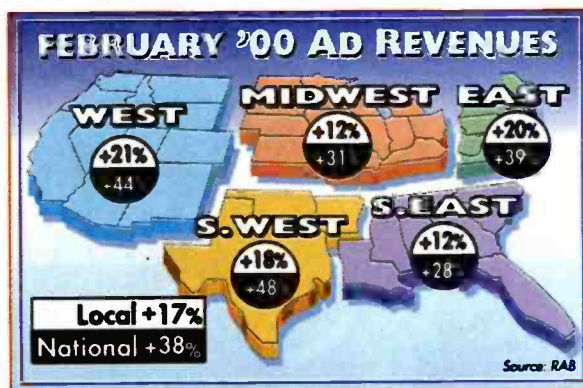 FEBRUARY '00 AD REVENUES
WEST
+21%
+44
MIDWEST
+12%
+31
EAST
+20%
+39
S.WEST
+18%
+48
S.EAST
+12%
+28
Local +17%
National +38%
Source: RAB